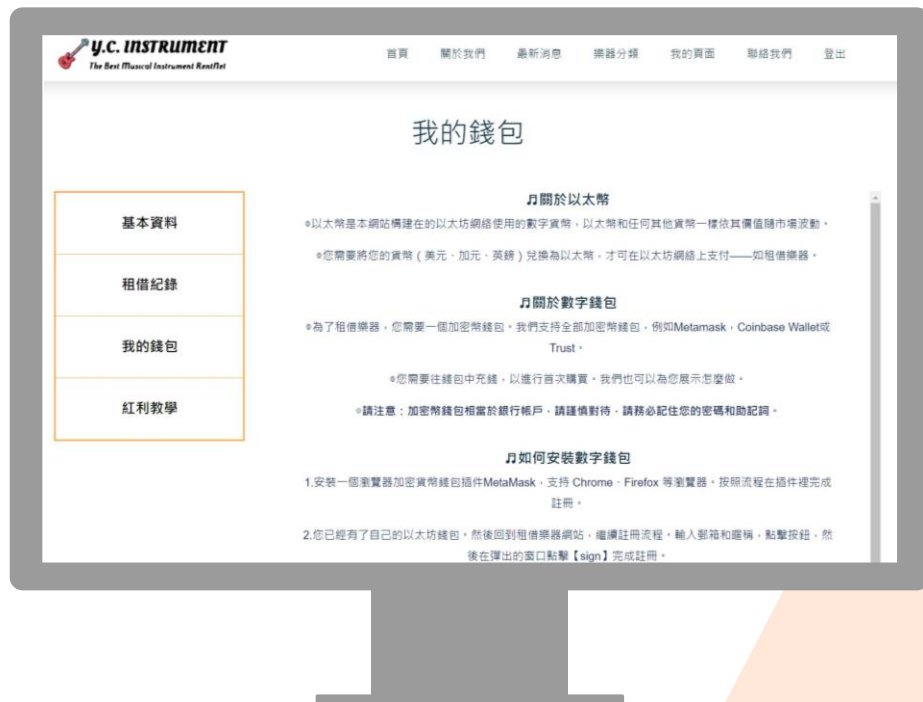 Y.C. INSTRUMENT
The Best Musical Instrument RentNet
首頁 關於我們 最新消息 樂器分類 我的頁面 聯絡我們 登出
我的錢包
基本資料
租借紀錄
我的錢包
紅利教學
♫關於以太幣
以太幣是本網站構建在的以太坊網絡使用的數字貨幣，以太幣和任何其他貨幣一樣依其價值隨市場波動。
您需要將您的貨幣（美元、加元、英鎊）兌換為以太幣，才可在以太坊網絡上支付——如租借樂器。
♫關於數字錢包
為了租借樂器，您需要一個加密幣錢包。我們支持全部加密幣錢包，例如Metamask，Coinbase Wallet或
Trust。
您需要往錢包中充錢，以進行首次購買。我們也可以為您展示怎麼做。
請注意：加密幣錢包相當於銀行帳戶，請謹慎對待，請務必記住您的密碼和助記詞。
♫如何安裝數字錢包
1.安裝一個瀏覽器加密貨幣錢包插件MetaMask，支持 Chrome、Firefox 等瀏覽器。按照流程在插件裡完成
註冊。
2.您已經有了自己的以太坊錢包。然後回到租借樂器網站，繼續註冊流程。輸入郵箱和暱稱，點擊按鈕，然
後在彈出的窗口點擊【sign】完成註冊。